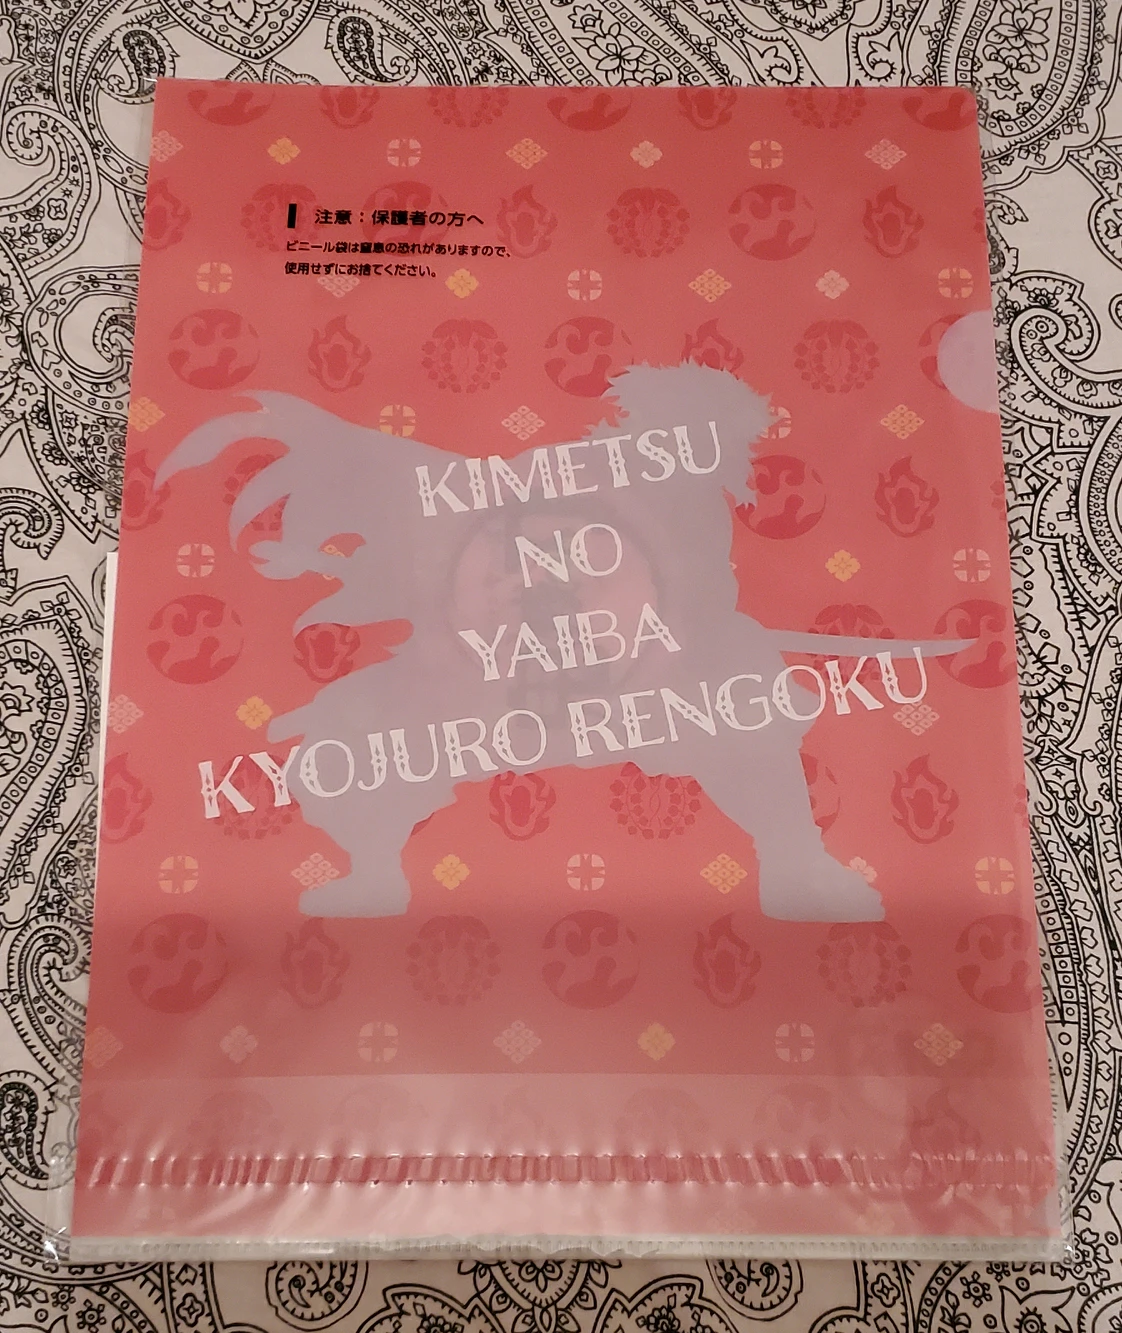 注意:保護者の方へ
ビニール袋は窒息の恐れがありますので、
使用せずにお捨てください。
KIMETSU
NO
YAIBA
KYOJURO RENGOKU